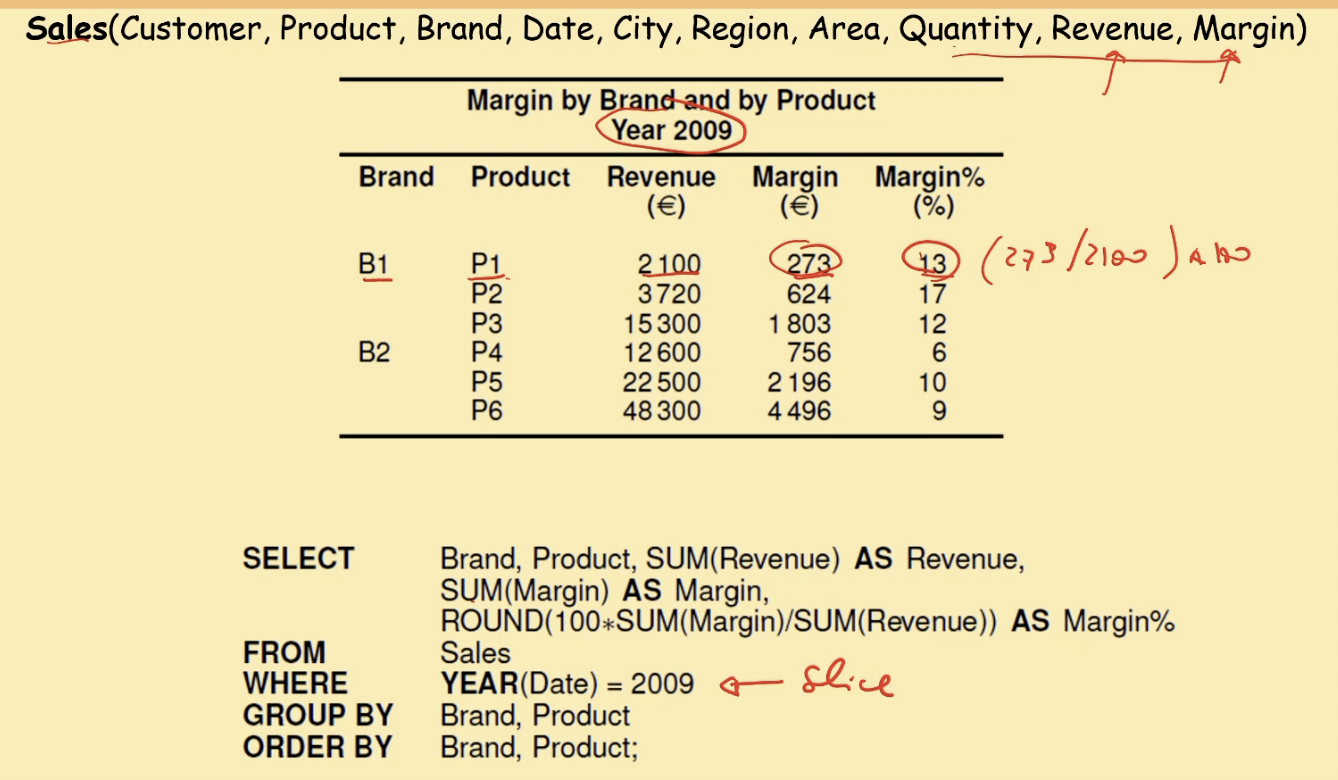 Sales(Customer, Product, Brand, Date, City, Region, Area, Quantity, Revenue, Margin)
Margin by Brand and by Product
Year 2009
Brand Product Revenue Margin Margin%
(€) (€) (%)
B1 P1 2 100 273 13 (273/2100) * 100
P2 3 720 624 17
P3 15 300 1 803 12
B2 P4 12 600 756 6
P5 22 500 2 196 10
P6 48 300 4 496 9
SELECT Brand, Product, SUM(Revenue) AS Revenue,
SUM(Margin) AS Margin,
ROUND(100*SUM(Margin)/SUM(Revenue)) AS Margin%
FROM Sales
WHERE YEAR(Date) = 2009 ← slice
GROUP BY Brand, Product
ORDER BY Brand, Product;